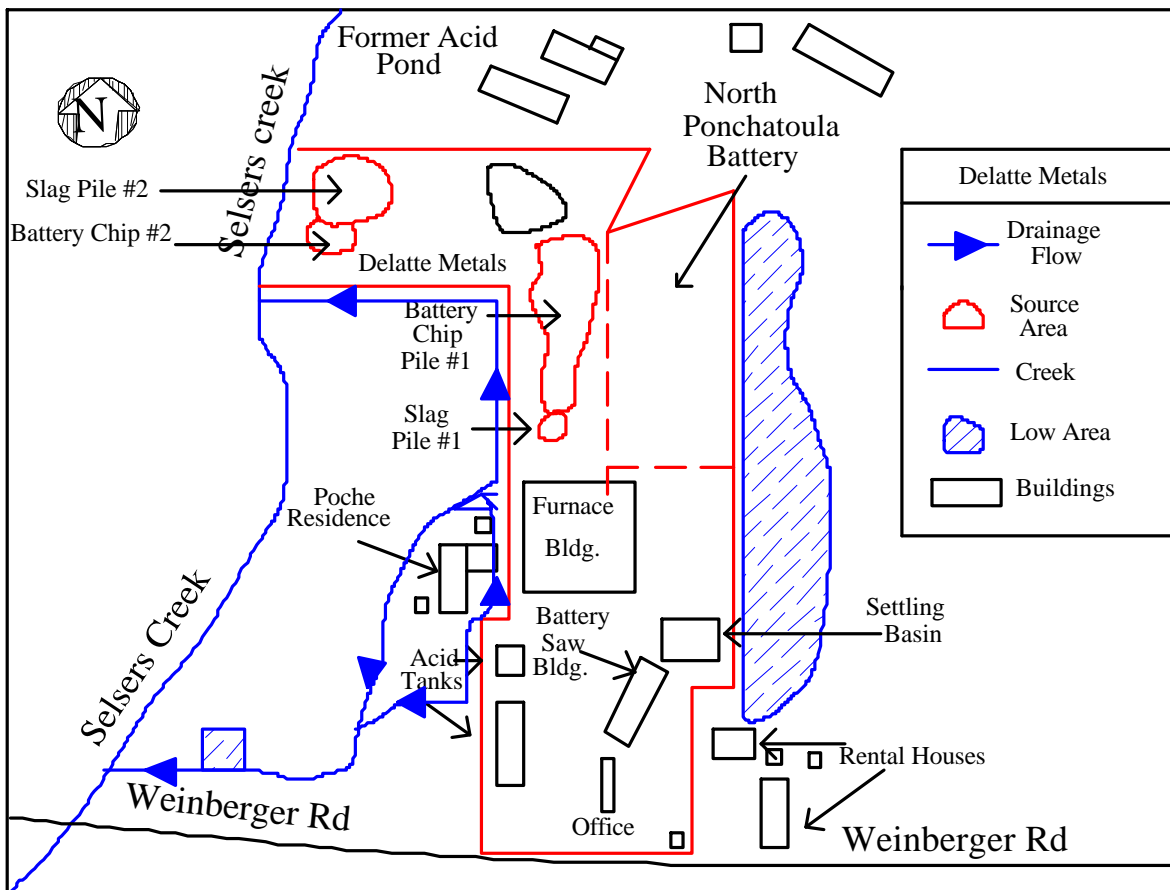 Former Acid
Pond
N
Selsers creek
North
Ponchatoula
Battery
Slag Pile #2
Battery Chip #2
Delatte Metals
Battery
Chip
Pile #1
Slag
Pile #1
Poche
Residence
Furnace
Bldg.
Battery
Saw
Bldg.
Settling
Basin
Acid
Tanks
Selsers Creek
Rental Houses
Weinberger Rd
Office
Weinberger Rd
Delatte Metals
Drainage
Flow
Source
Area
Creek
Low Area
Buildings